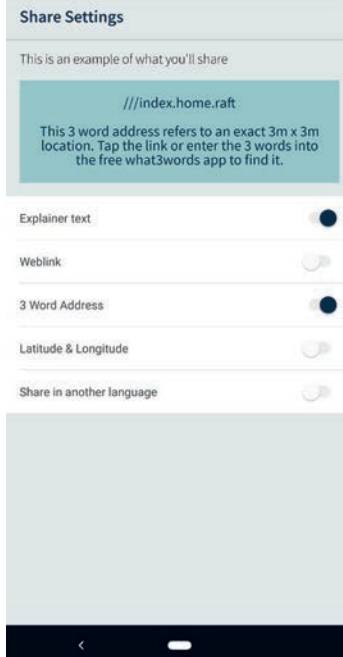 Share Settings
This is an example of what you'll share
///index.home.raft
This 3 word address refers to an exact 3m x 3m
location. Tap the link or enter the 3 words into
the free what3words app to find it.
Explainer text
Weblink
3 Word Address
Latitude & Longitude
Share in another language